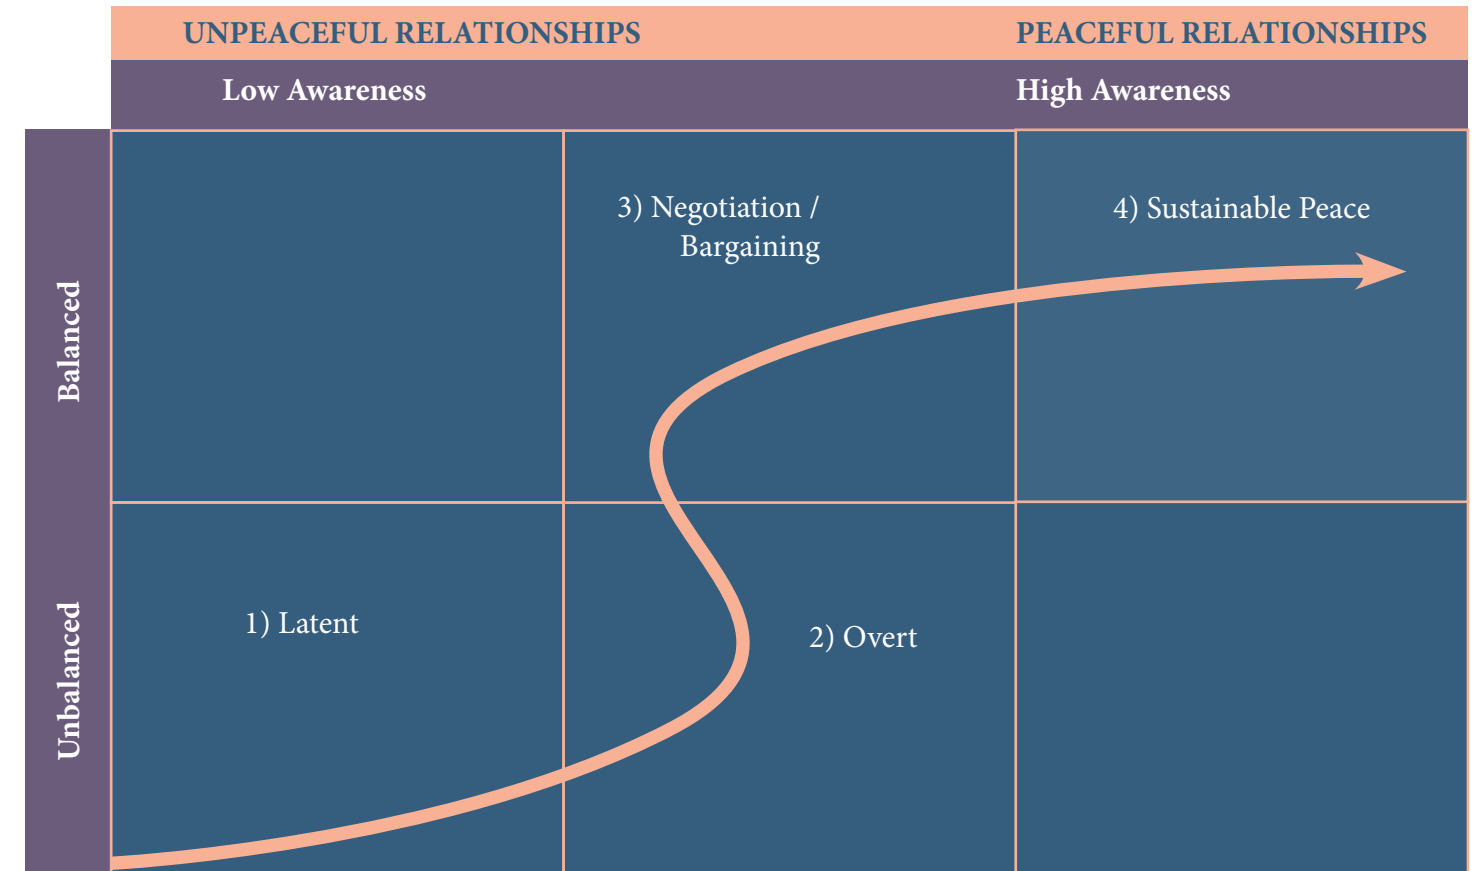 UNPEACEFUL RELATIONSHIPS
PEACEFUL RELATIONSHIPS
Low Awareness
High Awareness
Balanced
3) Negotiation /
Bargaining
4) Sustainable Peace
Unbalanced
1) Latent
2) Overt